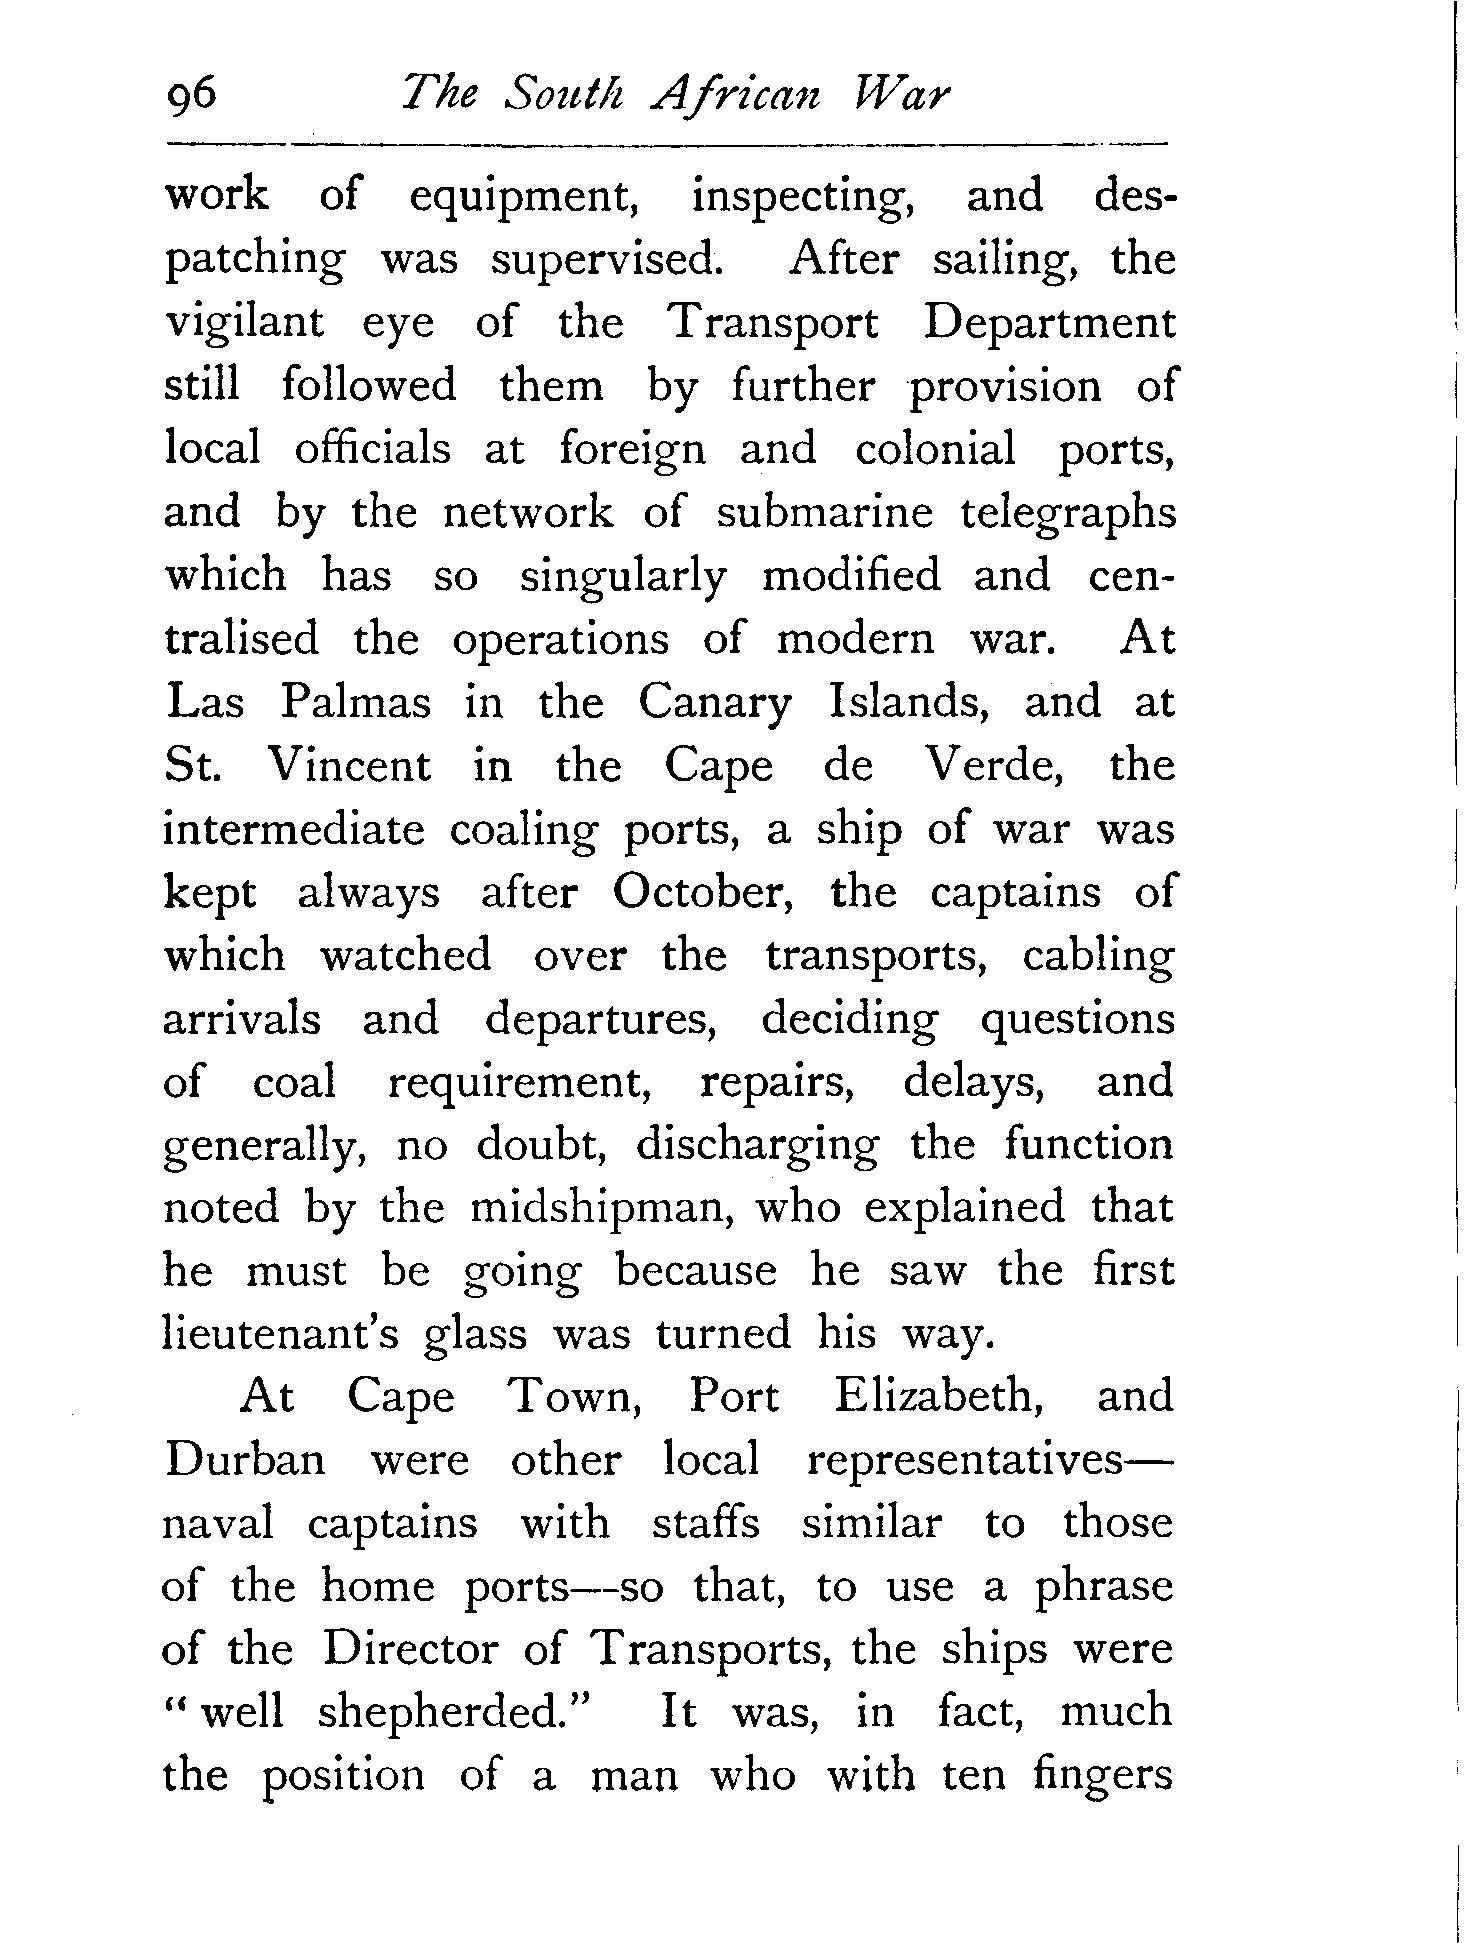 96 The South African War
work of equipment, inspecting, and des-
patching was supervised. After sailing, the
vigilant eye of the Transport Department
still followed them by further provision of
local officials at foreign and colonial ports,
and by the network of submarine telegraphs
which has so singularly modified and cen-
tralised the operations of modern war. At
Las Palmas in the Canary Islands, and at
St. Vincent in the Cape de Verde, the
intermediate coaling ports, a ship of war was
kept always after October, the captains of
which watched over the transports, cabling
arrivals and departures, deciding questions
of coal requirement, repairs, delays, and
generally, no doubt, discharging the function
noted by the midshipman, who explained that
he must be going because he saw the first
lieutenant's glass was turned his way.
At Cape Town, Port Elizabeth, and
Durban were other local representatives—
naval captains with staffs similar to those
of the home ports—so that, to use a phrase
of the Director of Transports, the ships were
“ well shepherded.” It was, in fact, much
the position of a man who with ten fingers